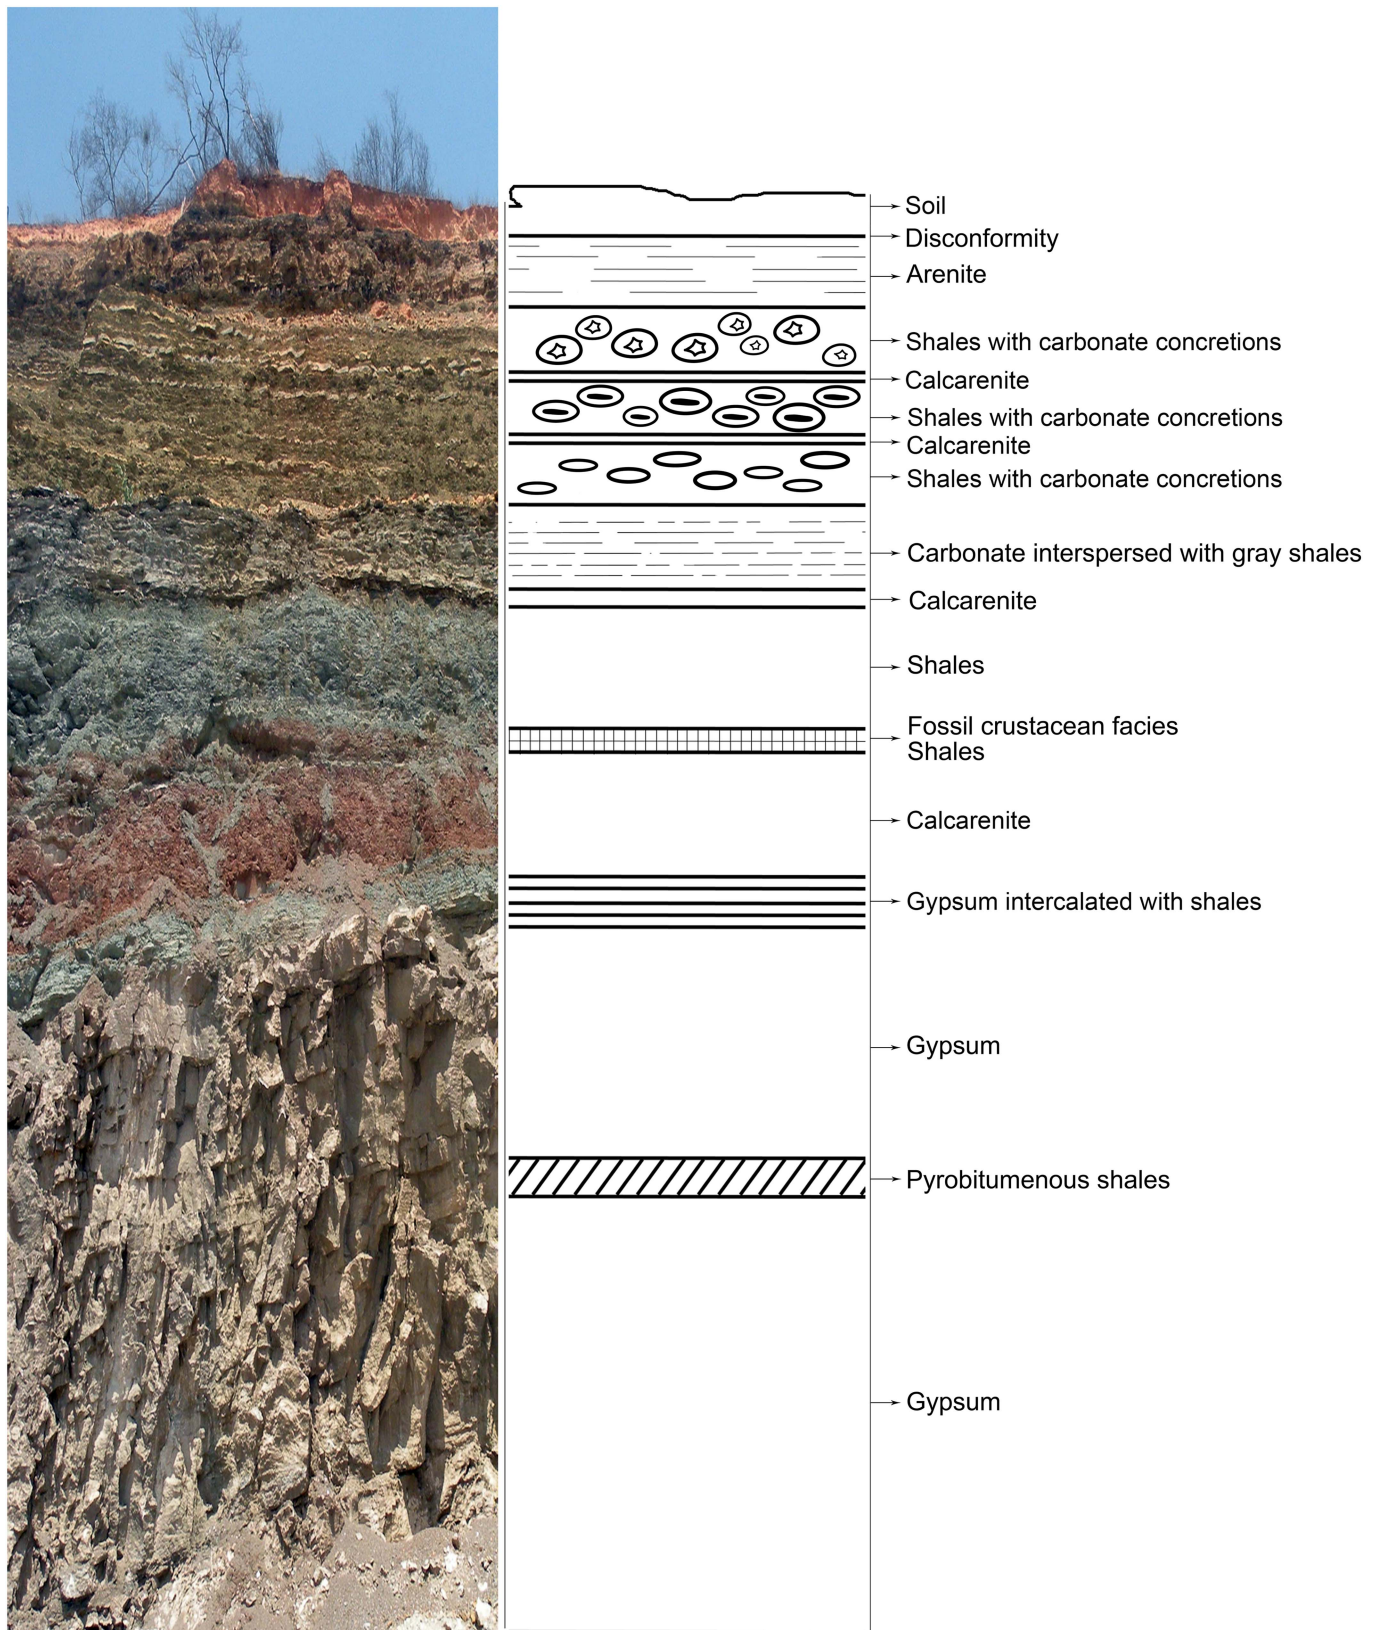 Soil
Disconformity
Arenite
Shales with carbonate concretions
Calcarenite
Shales with carbonate concretions
Calcarenite
Shales with carbonate concretions
Carbonate interspersed with gray shales
Calcarenite
Shales
Fossil crustacean facies
Shales
Calcarenite
Gypsum intercalated with shales
Gypsum
Pyrobitumenous shales
Gypsum